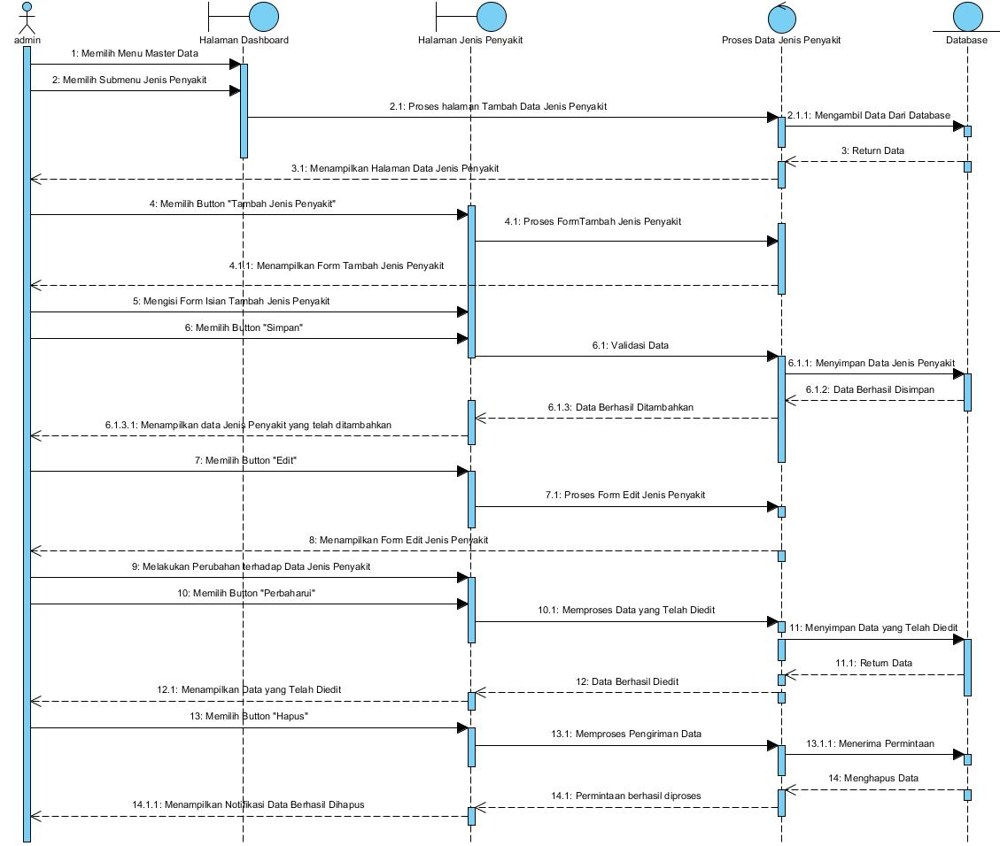 admin
Halaman Dashboard
Halaman Jenis Penyakit
Proses Data Jenis Penyakit
Database
1: Memilih Menu Master Data
2: Memilih Submenu Jenis Penyakit
2.1: Proses halaman Tambah Data Jenis Penyakit
2.1.1: Mengambil Data Dari Database
3: Return Data
3.1: Menampilkan Halaman Data Jenis Penyakit
4: Memilih Button "Tambah Jenis Penyakit"
4.1: Proses FormTambah Jenis Penyakit
4.1.1: Menampilkan Form Tambah Jenis Penyakit
5: Mengisi Form Isian Tambah Jenis Penyakit
6: Memilih Button "Simpan"
6.1: Validasi Data
6.1.1: Menyimpan Data Jenis Penyakit
6.1.2: Data Berhasil Disimpan
6.1.3: Data Berhasil Ditambahkan
6.1.3.1: Menampilkan data Jenis Penyakit yang telah ditambahkan
7: Memilih Button "Edit"
7.1: Proses Form Edit Jenis Penyakit
8: Menampilkan Form Edit Jenis Penyakit
9: Melakukan Perubahan terhadap Data Jenis Penyakit
10: Memilih Button "Perbaharui"
10.1: Memproses Data yang Telah Diedit
11: Menyimpan Data yang Telah Diedit
11.1: Return Data
12: Data Berhasil Diedit
12.1: Menampilkan Data yang Telah Diedit
13: Memilih Button "Hapus"
13.1: Memproses Pengiriman Data
13.1.1: Menerima Permintaan
14: Menghapus Data
14.1: Permintaan berhasil diproses
14.1.1: Menampilkan Notifikasi Data Berhasil Dihapus